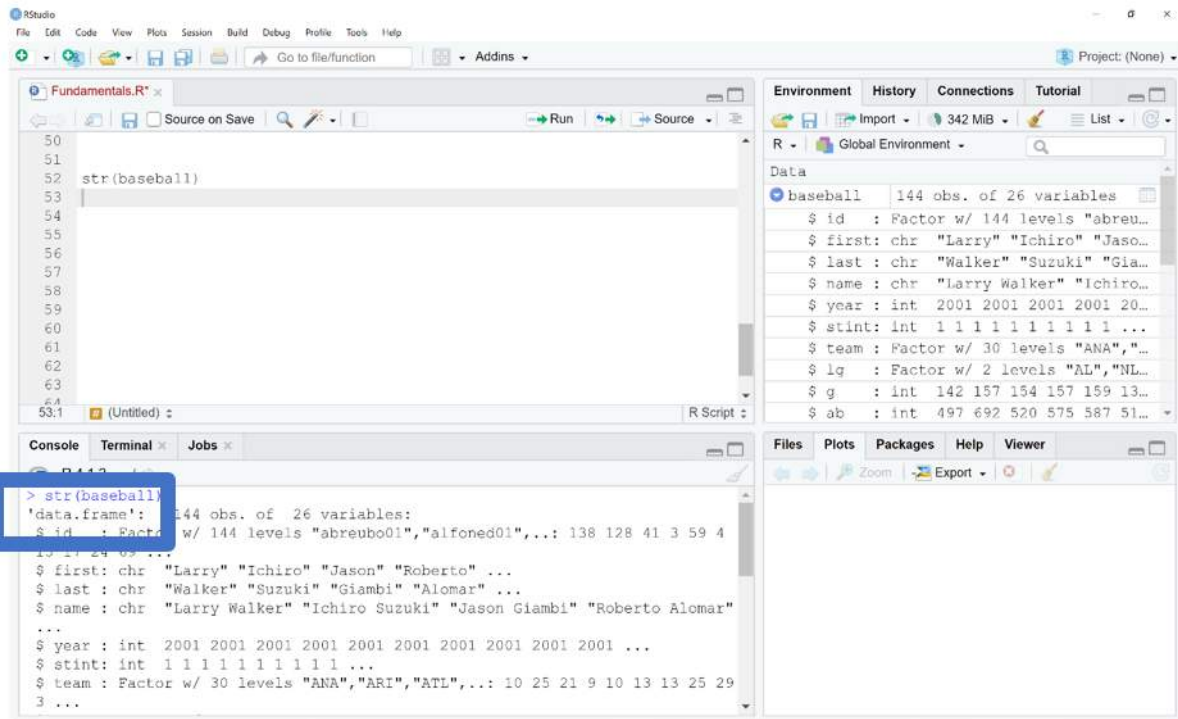 RStudio
File Edit Code View Plots Session Build Debug Profile Tools Help
Go to file/function Addins Project: (None)
Fundamentals.R*
Source on Save Run Source
50
51
52 str(baseball)
53
54
55
56
57
58
59
60
61
62
63
64
53:1 (Untitled) R Script
Console Terminal Jobs
> str(baseball)
'data.frame': 144 obs. of 26 variables:
$ id : Factor w/ 144 levels "abreubo01","alfoned01",..: 138 128 41 3 59 4
15 17 24 69 ...
$ first: chr "Larry" "Ichiro" "Jason" "Roberto" ...
$ last : chr "Walker" "Suzuki" "Giambi" "Alomar" ...
$ name : chr "Larry Walker" "Ichiro Suzuki" "Jason Giambi" "Roberto Alomar"
...
$ year : int 2001 2001 2001 2001 2001 2001 2001 2001 2001 2001 ...
$ stint: int 1 1 1 1 1 1 1 1 1 1 ...
$ team : Factor w/ 30 levels "ANA","ARI","ATL",..: 10 25 21 9 10 13 13 25 29
3 ...
Environment History Connections Tutorial
Import 342 MiB List
R Global Environment
Data
baseball 144 obs. of 26 variables
$ id : Factor w/ 144 levels "abreu…
$ first: chr "Larry" "Ichiro" "Jaso…
$ last : chr "Walker" "Suzuki" "Gia…
$ name : chr "Larry Walker" "Ichiro…
$ year : int 2001 2001 2001 2001 20…
$ stint: int 1 1 1 1 1 1 1 1 1 1 ...
$ team : Factor w/ 30 levels "ANA","…
$ lg : Factor w/ 2 levels "AL","NL…
$ g : int 142 157 154 157 159 13…
$ ab : int 497 692 520 575 587 51…
Files Plots Packages Help Viewer
Zoom Export